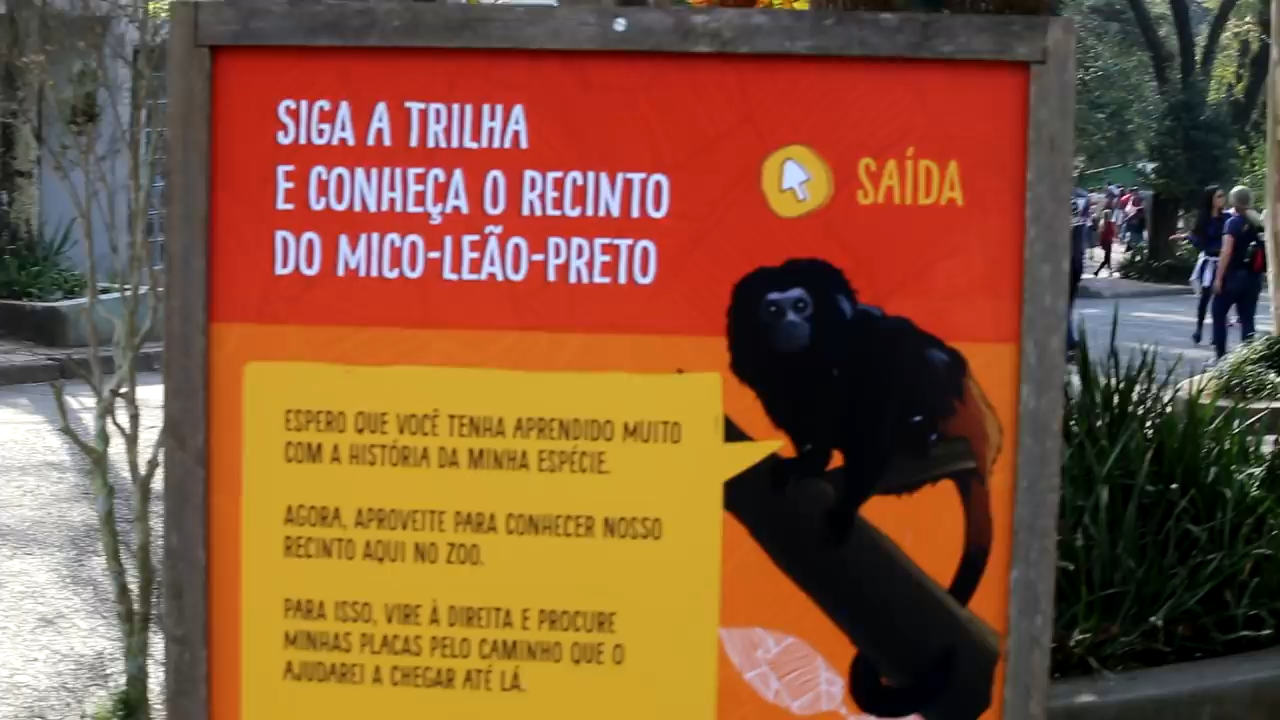 SIGA A TRILHA
E CONHEÇA O RECINTO
DO MICO-LEÃO-PRETO
SAÍDA
ESPERO QUE VOCÊ TENHA APRENDIDO MUITO
COM A HISTÓRIA DA MINHA ESPÉCIE.
AGORA, APROVEITE PARA CONHECER NOSSO
RECINTO AQUI NO ZOO.
PARA ISSO, VIRE À DIREITA E PROCURE
MINHAS PLACAS PELO CAMINHO QUE O
AJUDAREI A CHEGAR ATÉ LÁ.